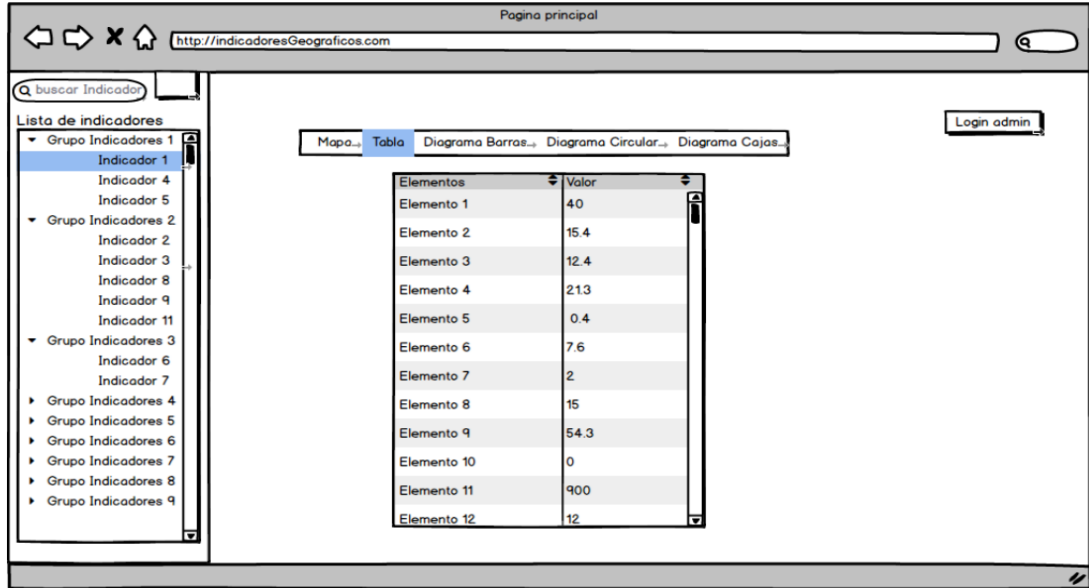 Pagina principal
http://indicadoresGeograficos.com
buscar Indicador
Lista de indicadores
Grupo Indicadores 1
Indicador 1
Indicador 4
Indicador 5
Grupo Indicadores 2
Indicador 2
Indicador 3
Indicador 8
Indicador 9
Indicador 11
Grupo Indicadores 3
Indicador 6
Indicador 7
Grupo Indicadores 4
Grupo Indicadores 5
Grupo Indicadores 6
Grupo Indicadores 7
Grupo Indicadores 8
Grupo Indicadores 9
Login admin
Mapa Tabla Diagrama Barras Diagrama Circular Diagrama Cajas
Elementos Valor
Elemento 1 40
Elemento 2 15.4
Elemento 3 12.4
Elemento 4 21.3
Elemento 5 0.4
Elemento 6 7.6
Elemento 7 2
Elemento 8 15
Elemento 9 54.3
Elemento 10 0
Elemento 11 900
Elemento 12 12